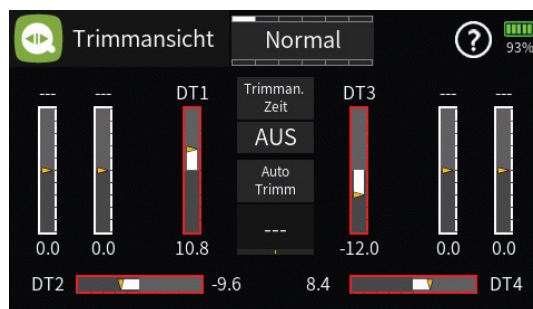 Trimmansicht
Normal
?
93%
---
---
DT1
Trimman.
Zeit
DT3
---
---
AUS
Auto
Trimm
---
0.0
0.0
10.8
-12.0
0.0
0.0
DT2
-9.6
8.4
DT4